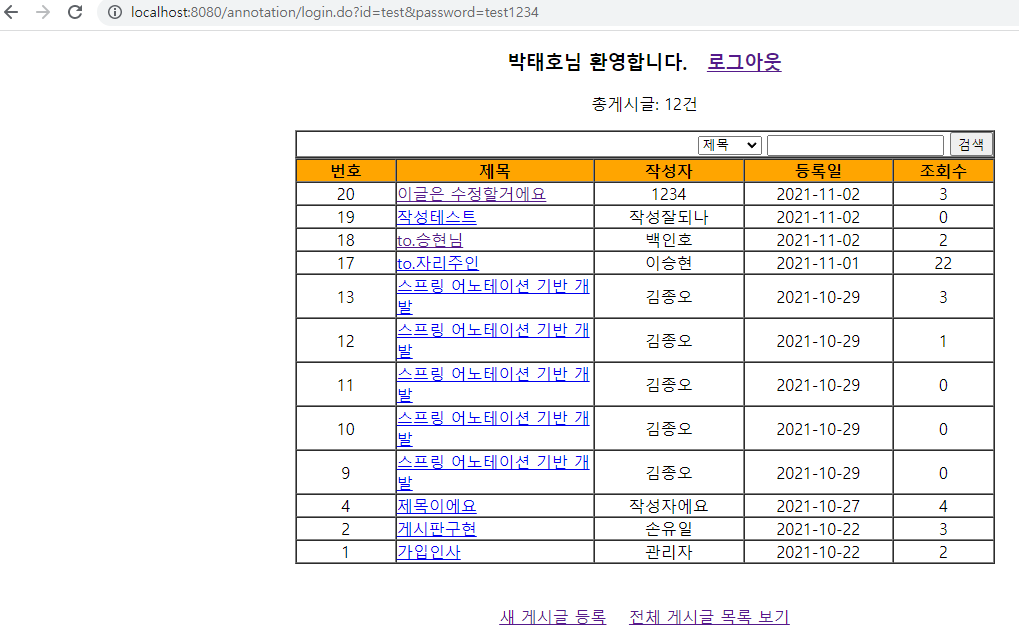 localhost:8080/annotation/login.do?id=test&password=test1234
박태호님 환영합니다. 로그아웃
총게시글: 12건
제목 검색
번호 제목 작성자 등록일 조회수
20 이글은 수정할거에요 1234 2021-11-02 3
19 작성테스트 작성잘되나 2021-11-02 0
18 to.승현님 백인호 2021-11-02 2
17 to.자리주인 이승현 2021-11-01 22
13 스프링 어노테이션 기반 개 김종오 2021-10-29 3
발
12 스프링 어노테이션 기반 개 김종오 2021-10-29 1
발
11 스프링 어노테이션 기반 개 김종오 2021-10-29 0
발
10 스프링 어노테이션 기반 개 김종오 2021-10-29 0
발
9 스프링 어노테이션 기반 개 김종오 2021-10-29 0
발
4 제목이에요 작성자에요 2021-10-27 4
2 게시판구현 손유일 2021-10-22 3
1 가입인사 관리자 2021-10-22 2
새 게시글 등록 전체 게시글 목록 보기